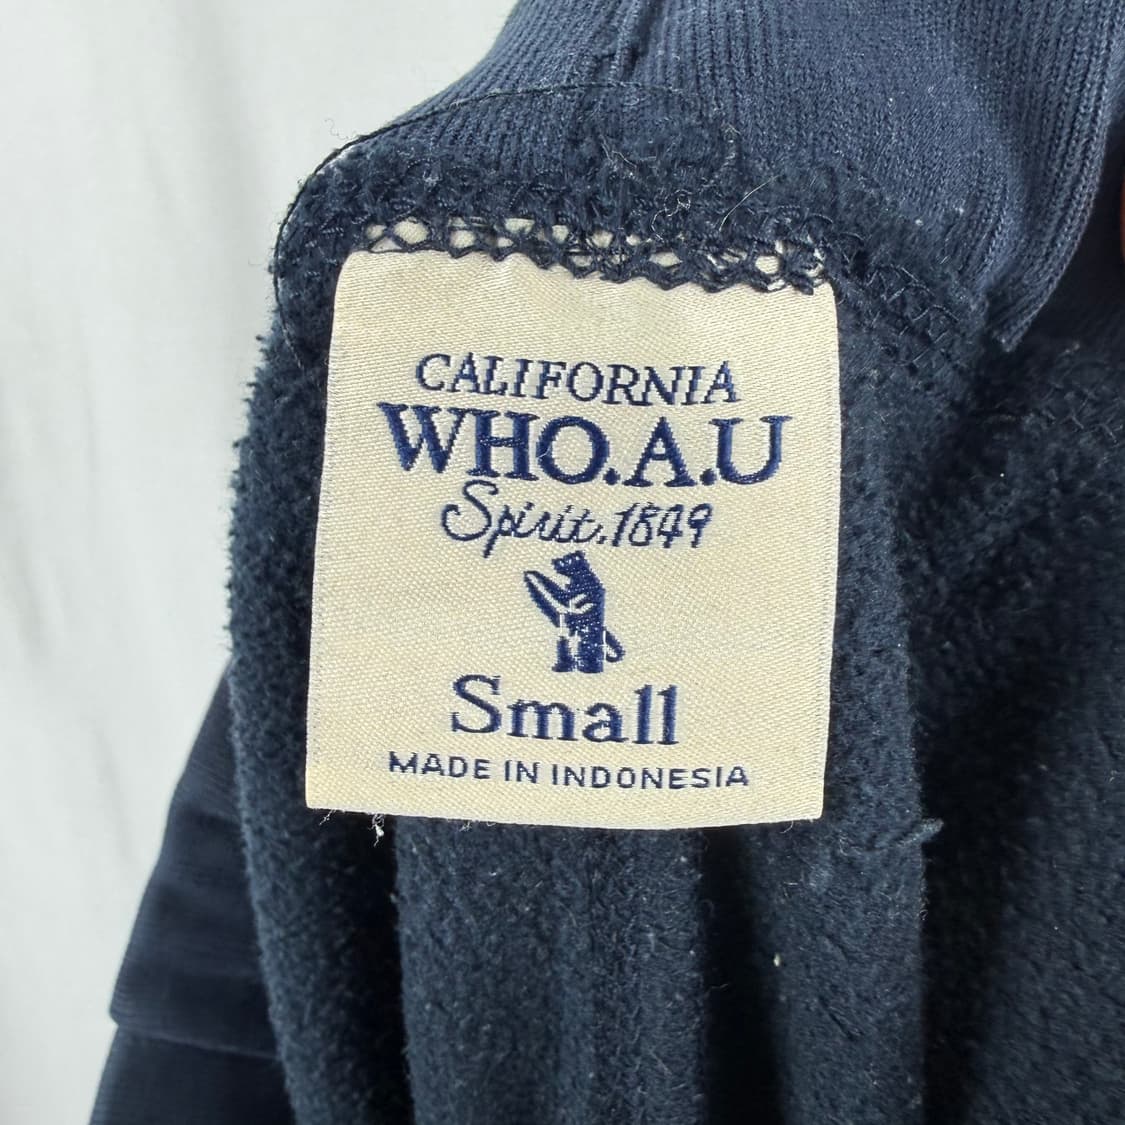 CALIFORNIA
WHO.A.U
Spirit.1849
Small
MADE IN INDONESIA